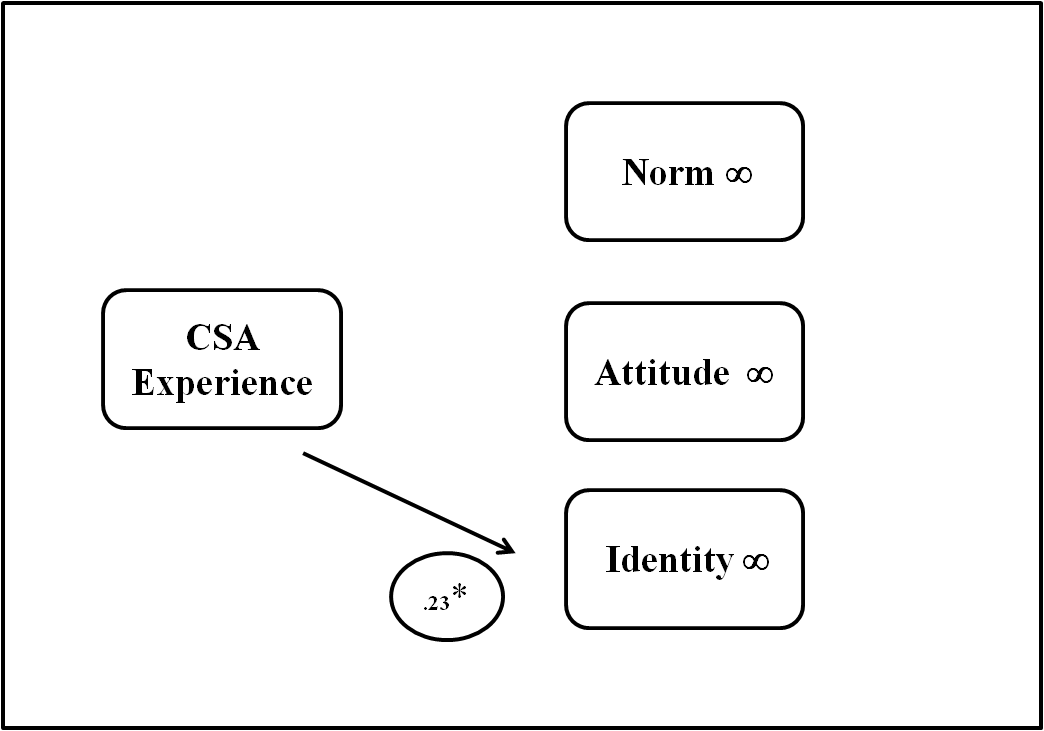 Norm ∞
CSA
Experience
Attitude ∞
Identity ∞
.23*